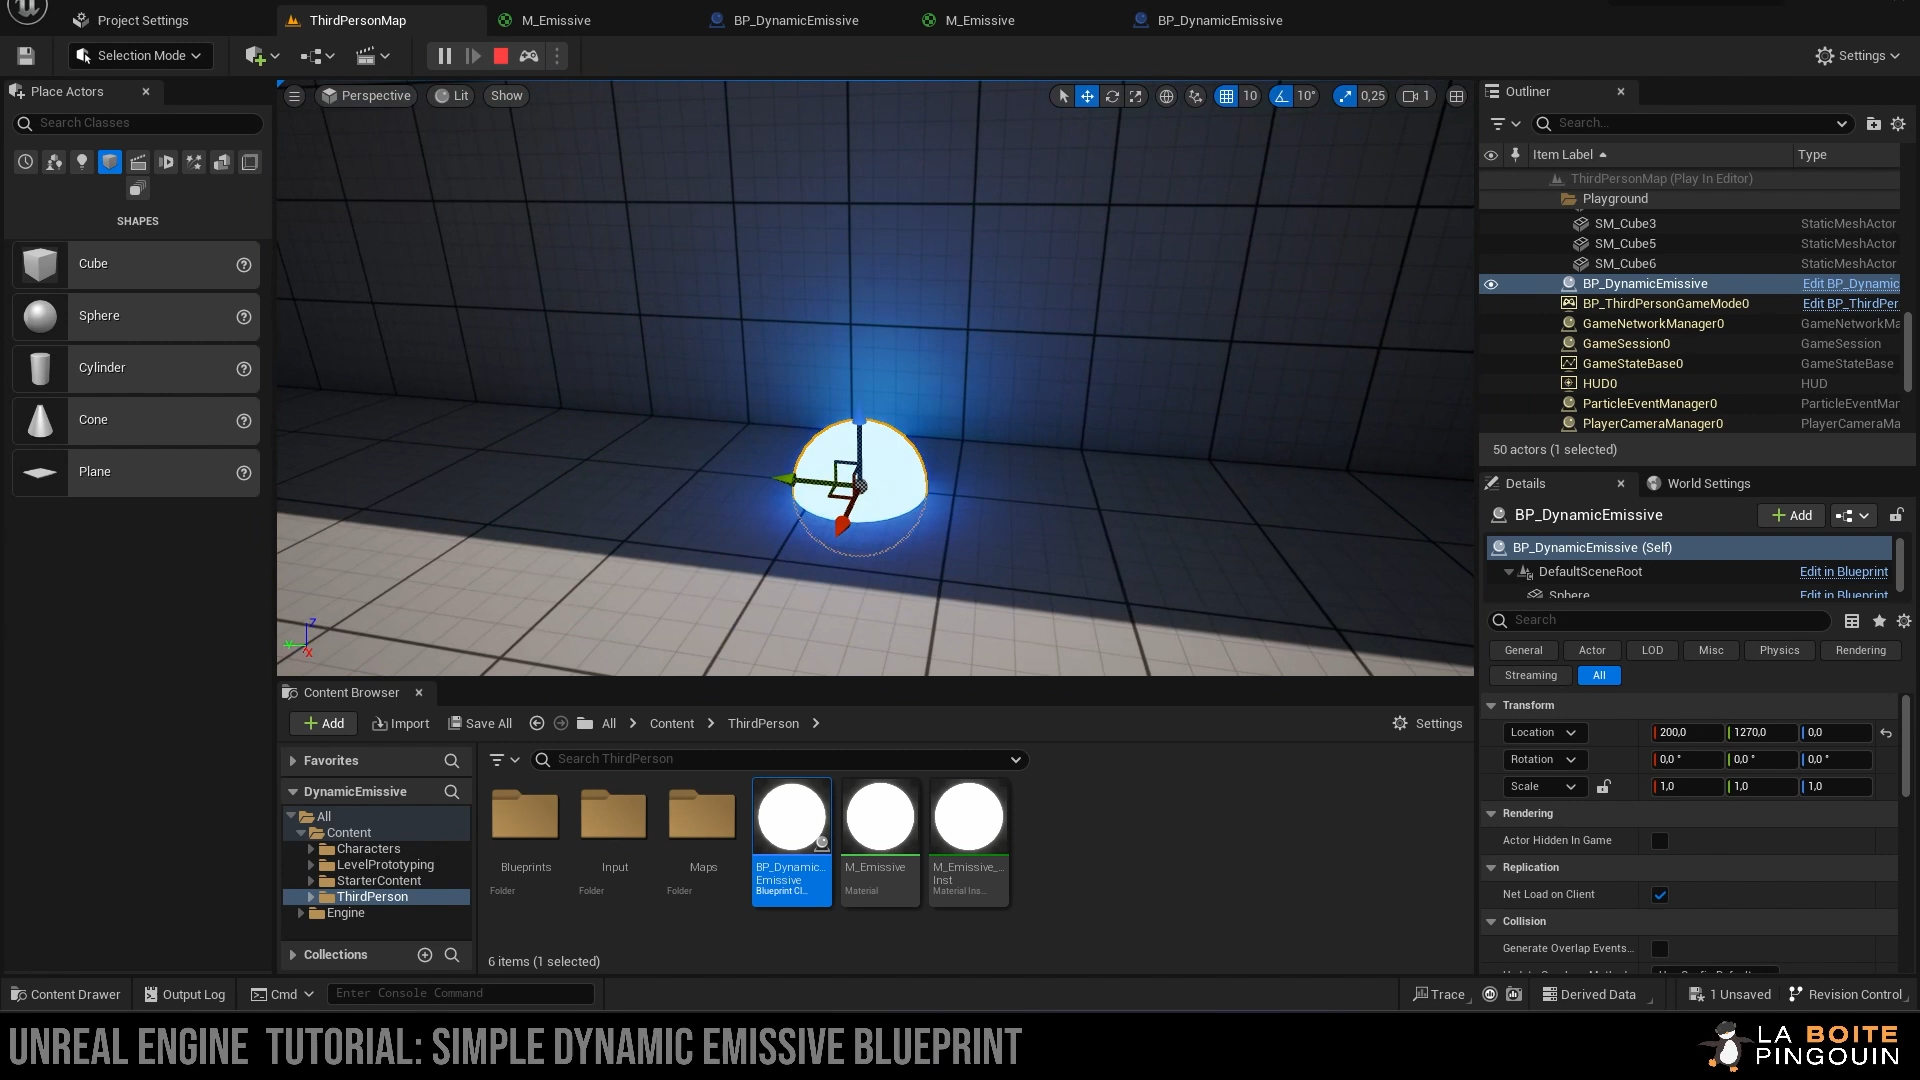 Project Settings
ThirdPersonMap
M_Emissive
BP_DynamicEmissive
M_Emissive
BP_DynamicEmissive
Selection Mode
Settings
Place Actors
Search Classes
SHAPES
Cube
Sphere
Cylinder
Cone
Plane
Perspective
Lit
Show
10
10°
0,25
1
Z
X
Outliner
Search...
Item Label
Type
ThirdPersonMap (Play In Editor)
Playground
SM_Cube3 StaticMeshActor
SM_Cube5 StaticMeshActor
SM_Cube6 StaticMeshActor
BP_DynamicEmissive Edit BP_Dynamic
BP_ThirdPersonGameMode0 Edit BP_ThirdPer
GameNetworkManager0 GameNetworkMa
GameSession0 GameSession
GameStateBase0 GameStateBase
HUD0 HUD
ParticleEventManager0 ParticleEventMar
PlayerCameraManager0 PlayerCameraMa
50 actors (1 selected)
Details
World Settings
BP_DynamicEmissive
Add
BP_DynamicEmissive (Self)
DefaultSceneRoot Edit in Blueprint
Sphere Edit in Blueprint
Search
General Actor LOD Misc Physics Rendering
Streaming All
Transform
Location 200,0 1270,0 0,0
Rotation 0,0 ° 0,0 ° 0,0 °
Scale 1,0 1,0 1,0
Rendering
Actor Hidden In Game
Replication
Net Load on Client
Collision
Generate Overlap Events...
Content Browser
Add
Import
Save All
All
Content
ThirdPerson
Settings
Favorites
DynamicEmissive
All
Content
Characters
LevelPrototyping
StarterContent
ThirdPerson
Engine
Collections
Search ThirdPerson
Blueprints
Folder
Input
Folder
Maps
Folder
BP_Dynamic...
Emissive
Blueprint Cl...
M_Emissive
Material
M_Emissive_...
Inst
Material Ins...
6 items (1 selected)
Content Drawer
Output Log
Cmd
Enter Console Command
Trace
Derived Data
1 Unsaved
Revision Control
UNREAL ENGINE TUTORIAL: SIMPLE DYNAMIC EMISSIVE BLUEPRINT
LA BOITE
PINGOUIN